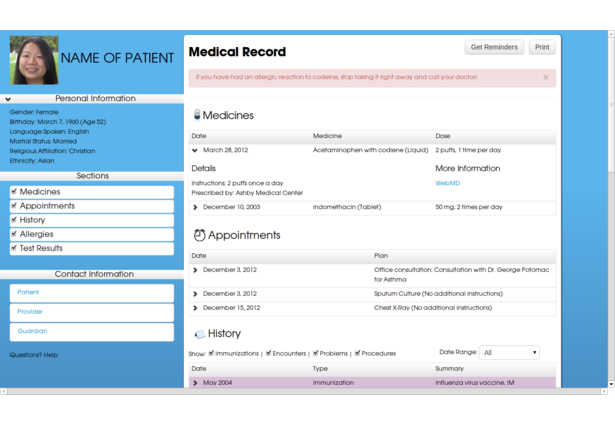 NAME OF PATIENT
Personal Information
Gender: Female
Birthday: March 7, 1960 (Age 52)
Language Spoken: English
Martial Status: Married
Religious Affiliation: Christian
Ethnicity: Asian
Sections
Medicines
Appointments
History
Allergies
Test Results
Contact Information
Patient
Provider
Guardian
Questions? Help
Medical Record
Get Reminders
Print
If you have had an allergic reaction to codeine, stop taking it right away and call your doctor!
×
Medicines
Date Medicine Dose
March 28, 2012 Acetaminophen with codiene (Liquid) 2 puffs, 1 time per day
Details More Information
Instructions: 2 puffs once a day WebMD
Prescribed by: Ashby Medical Center
December 10, 2003 Indomethacin (Tablet) 50 mg, 2 times per day
Appointments
Date Plan
December 3, 2012 Office consultation: Consultation with Dr. George Potomac
for Asthma
December 3, 2012 Sputum Culture (No additional instructions)
December 15, 2012 Chest X-Ray (No additional instructions)
History
Show: Immunizations | Encounters | Problems | Procedures Date Range: All
Date Type Summary
May 2004 Immunization Influenza virus vaccine, IM